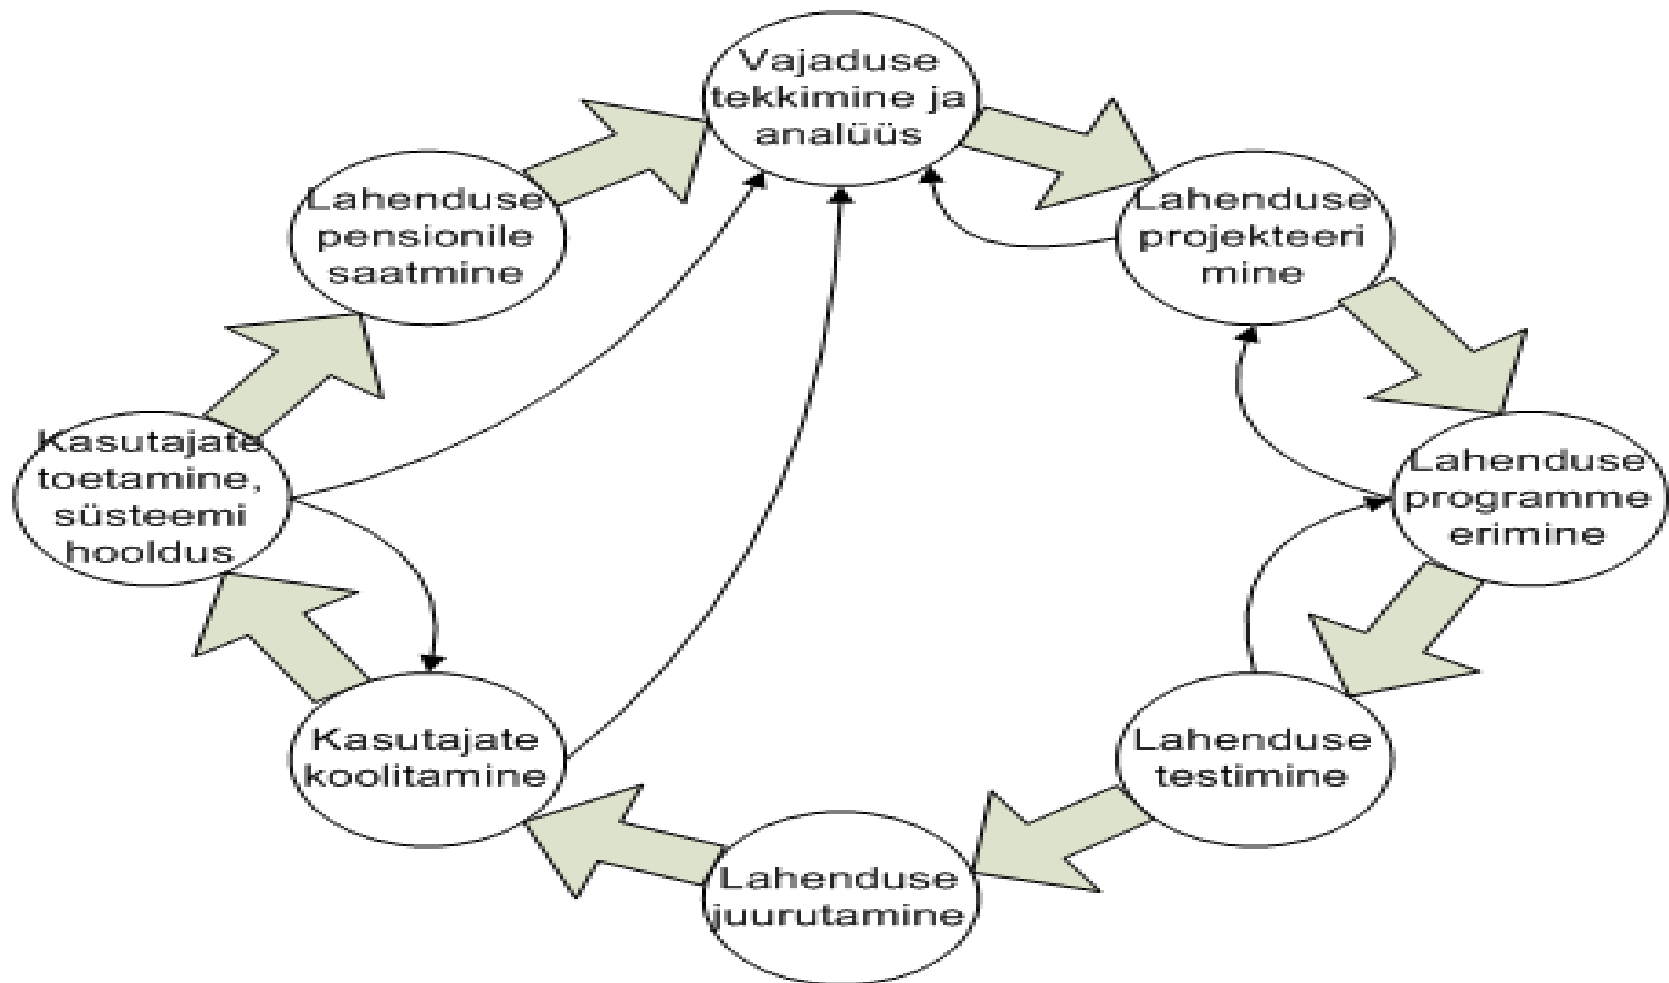 Vajaduse
tekkimine ja
analüüs
Lahenduse
projekteeri
mine
Lahenduse
programme
erimine
Lahenduse
testimine
Lahenduse
juurutamine
Kasutajate
koolitamine
Kasutajate
toetamine,
süsteemi
hooldus
Lahenduse
pensionile
saatmine